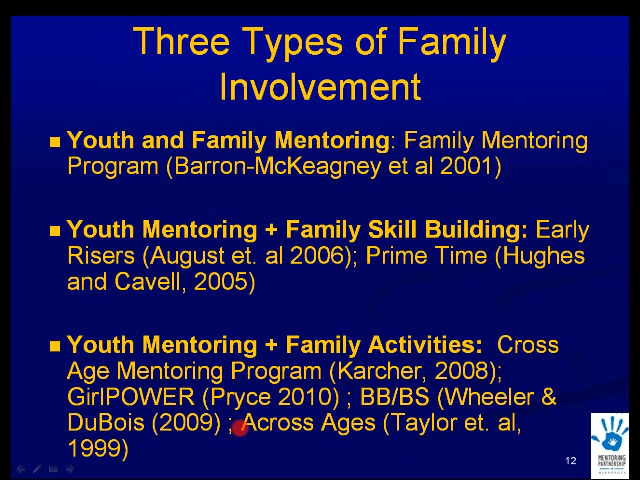 Three Types of Family
Involvement
Youth and Family Mentoring: Family Mentoring
Program (Barron-McKeagney et al 2001)
Youth Mentoring + Family Skill Building: Early
Risers (August et. al 2006); Prime Time (Hughes
and Cavell, 2005)
Youth Mentoring + Family Activities: Cross
Age Mentoring Program (Karcher, 2008);
GirlPOWER (Pryce 2010) ; BB/BS (Wheeler &
DuBois (2009) ; Across Ages (Taylor et. al,
1999)
12
MENTORING
PARTNERSHIP